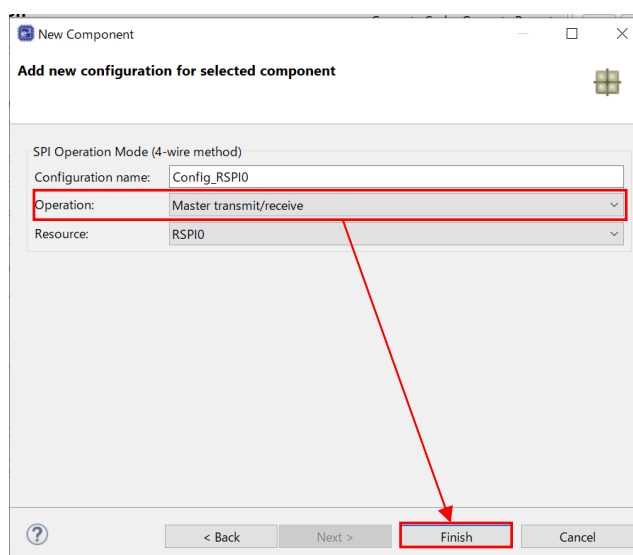 New Component
Add new configuration for selected component
SPI Operation Mode (4-wire method)
Configuration name: Config_RSPI0
Operation: Master transmit/receive
Resource: RSPI0
? < Back Next > Finish Cancel